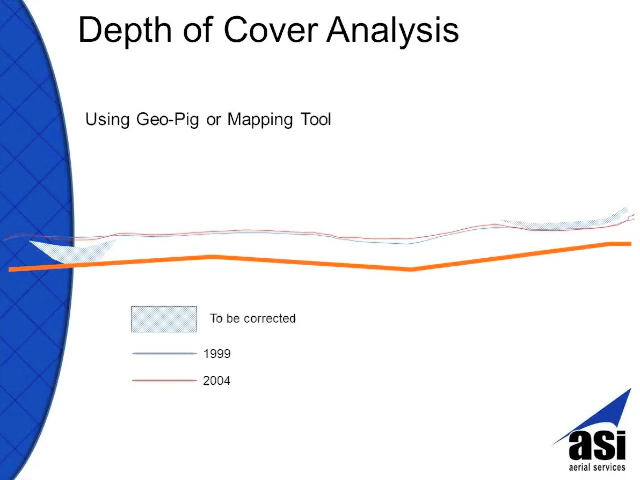 Depth of Cover Analysis
Using Geo-Pig or Mapping Tool
To be corrected
1999
2004
asi
aerial services